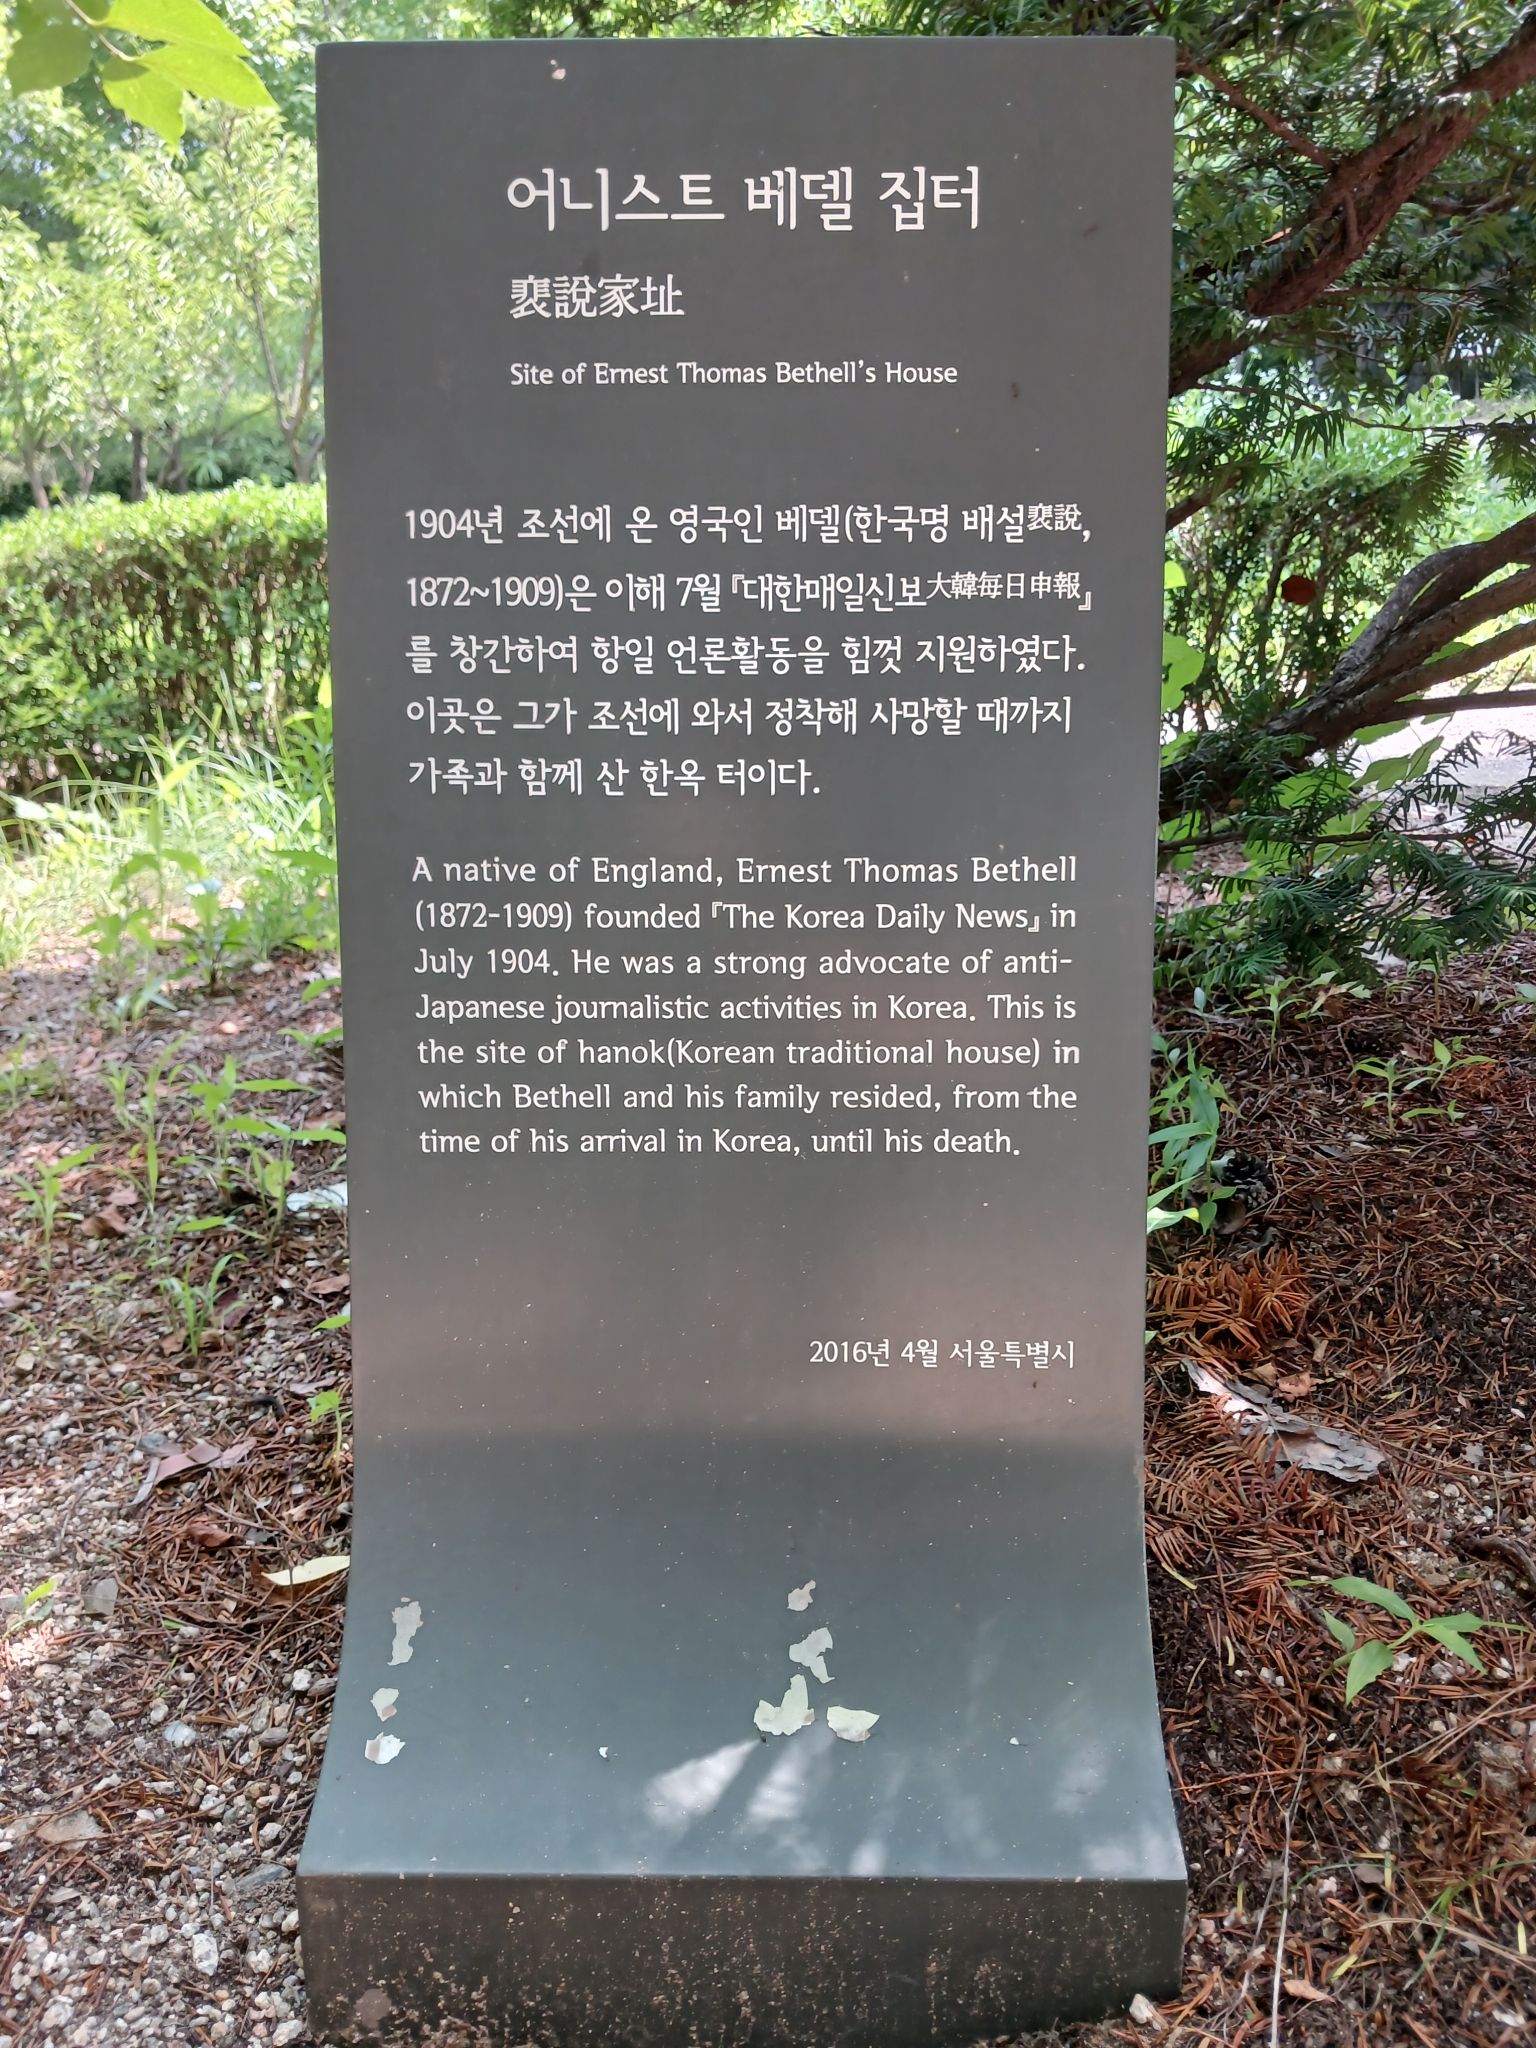 어니스트 베델 집터
裵說家址
Site of Ernest Thomas Bethell's House
1904년 조선에 온 영국인 베델(한국명 배설裵說,
1872~1909)은 이해 7월 『대한매일신보大韓每日申報』
를 창간하여 항일 언론활동을 힘껏 지원하였다.
이곳은 그가 조선에 와서 정착해 사망할 때까지
가족과 함께 산 한옥 터이다.
A native of England, Ernest Thomas Bethell
(1872-1909) founded 『The Korea Daily News』 in
July 1904. He was a strong advocate of anti-
Japanese journalistic activities in Korea. This is
the site of hanok(Korean traditional house) in
which Bethell and his family resided, from the
time of his arrival in Korea, until his death.
2016년 4월 서울특별시